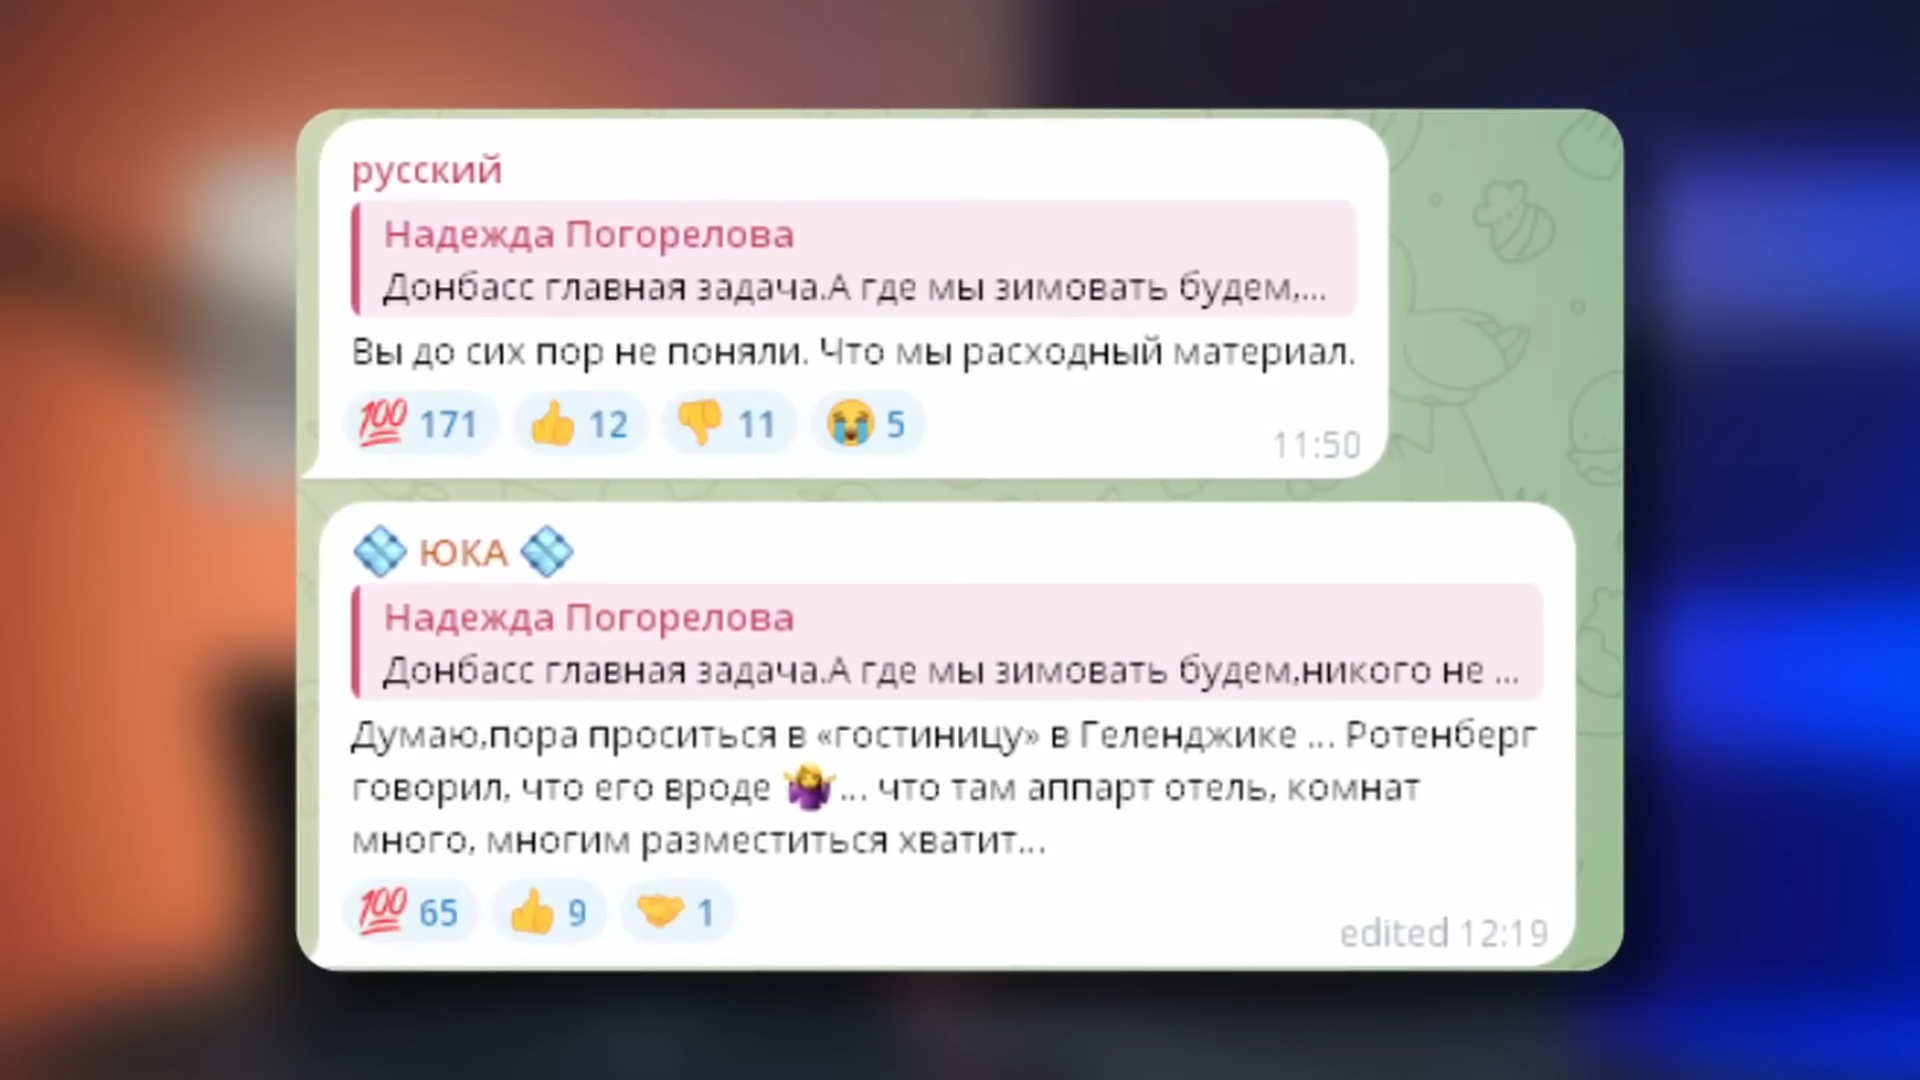 русский
Надежда Погорелова
Донбасс главная задача.А где мы зимовать будем,...
Вы до сих пор не поняли. Что мы расходный материал.
💯 171 👍 12 👎 11 😭 5
11:50
💠 ЮКА 💠
Надежда Погорелова
Донбасс главная задача.А где мы зимовать будем,никого не ...
Думаю,пора проситься в «гостиницу» в Геленджике ... Ротенберг
говорил, что его вроде 🤷‍♀️... что там аппарт отель, комнат
много, многим разместиться хватит...
💯 65 👍 9 🤝 1
edited 12:19